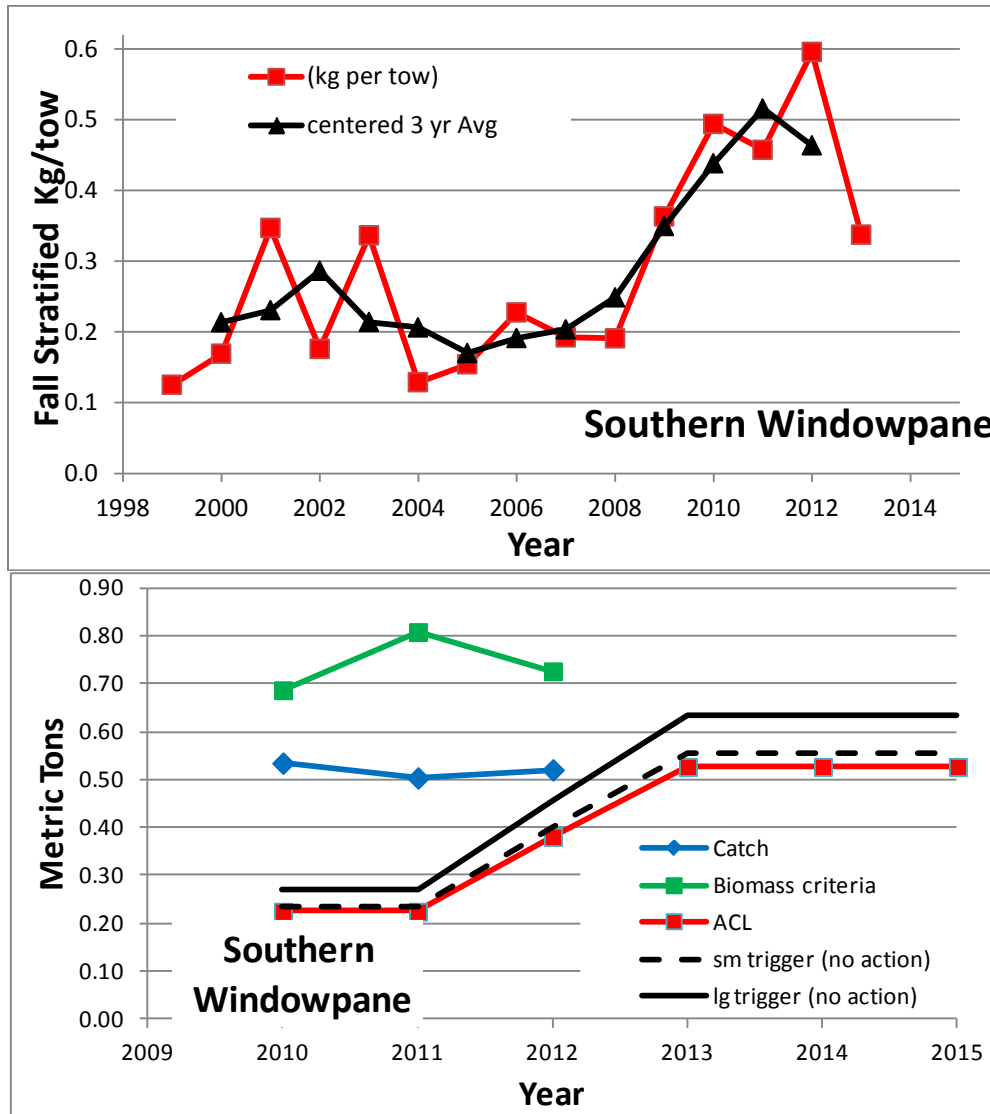 0.6
0.5
0.4
0.3
0.2
0.1
0.0
Fall Stratified Kg/tow
(kg per tow)
centered 3 yr Avg
Southern Windowpane
1998 2000 2002 2004 2006 2008 2010 2012 2014
Year
0.90
0.80
0.70
0.60
0.50
0.40
0.30
0.20
0.10
0.00
Metric Tons
Catch
Biomass criteria
ACL
sm trigger (no action)
lg trigger (no action)
Southern
Windowpane
2009 2010 2011 2012 2013 2014 2015
Year